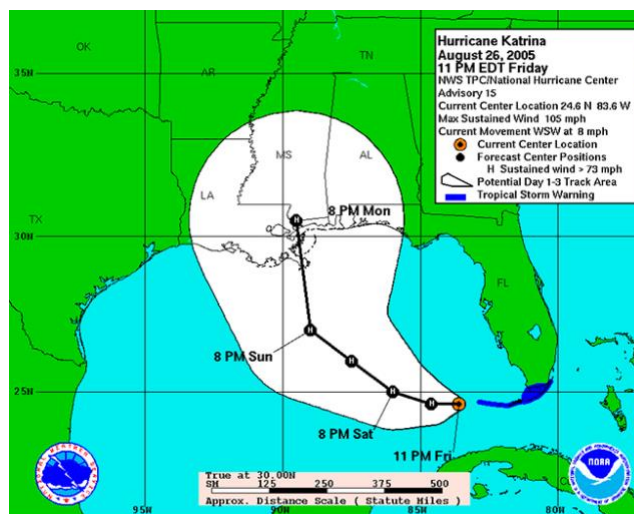 Hurricane Katrina
August 26, 2005
11 PM EDT Friday
NWS TPC/National Hurricane Center
Advisory 15
Current Center Location 24.6 N 83.6 W
Max Sustained Wind 105 mph
Current Movement WSW at 8 mph
Current Center Location
Forecast Center Positions
H Sustained wind > 73 mph
Potential Day 1-3 Track Area
Tropical Storm Warning
OK
TN
35N
AR
MS
AL
LA
8 PM Mon
TX
30N
FL
8 PM Sun
25N
8 PM Sat
11 PM Fri
H
H
H
H
H
True at 30.00N
SM 125 250 375 500
Approx. Distance Scale ( Statute Miles )
NATIONAL WEATHER SERVICE
NOAA
95W
90W
85W
80W